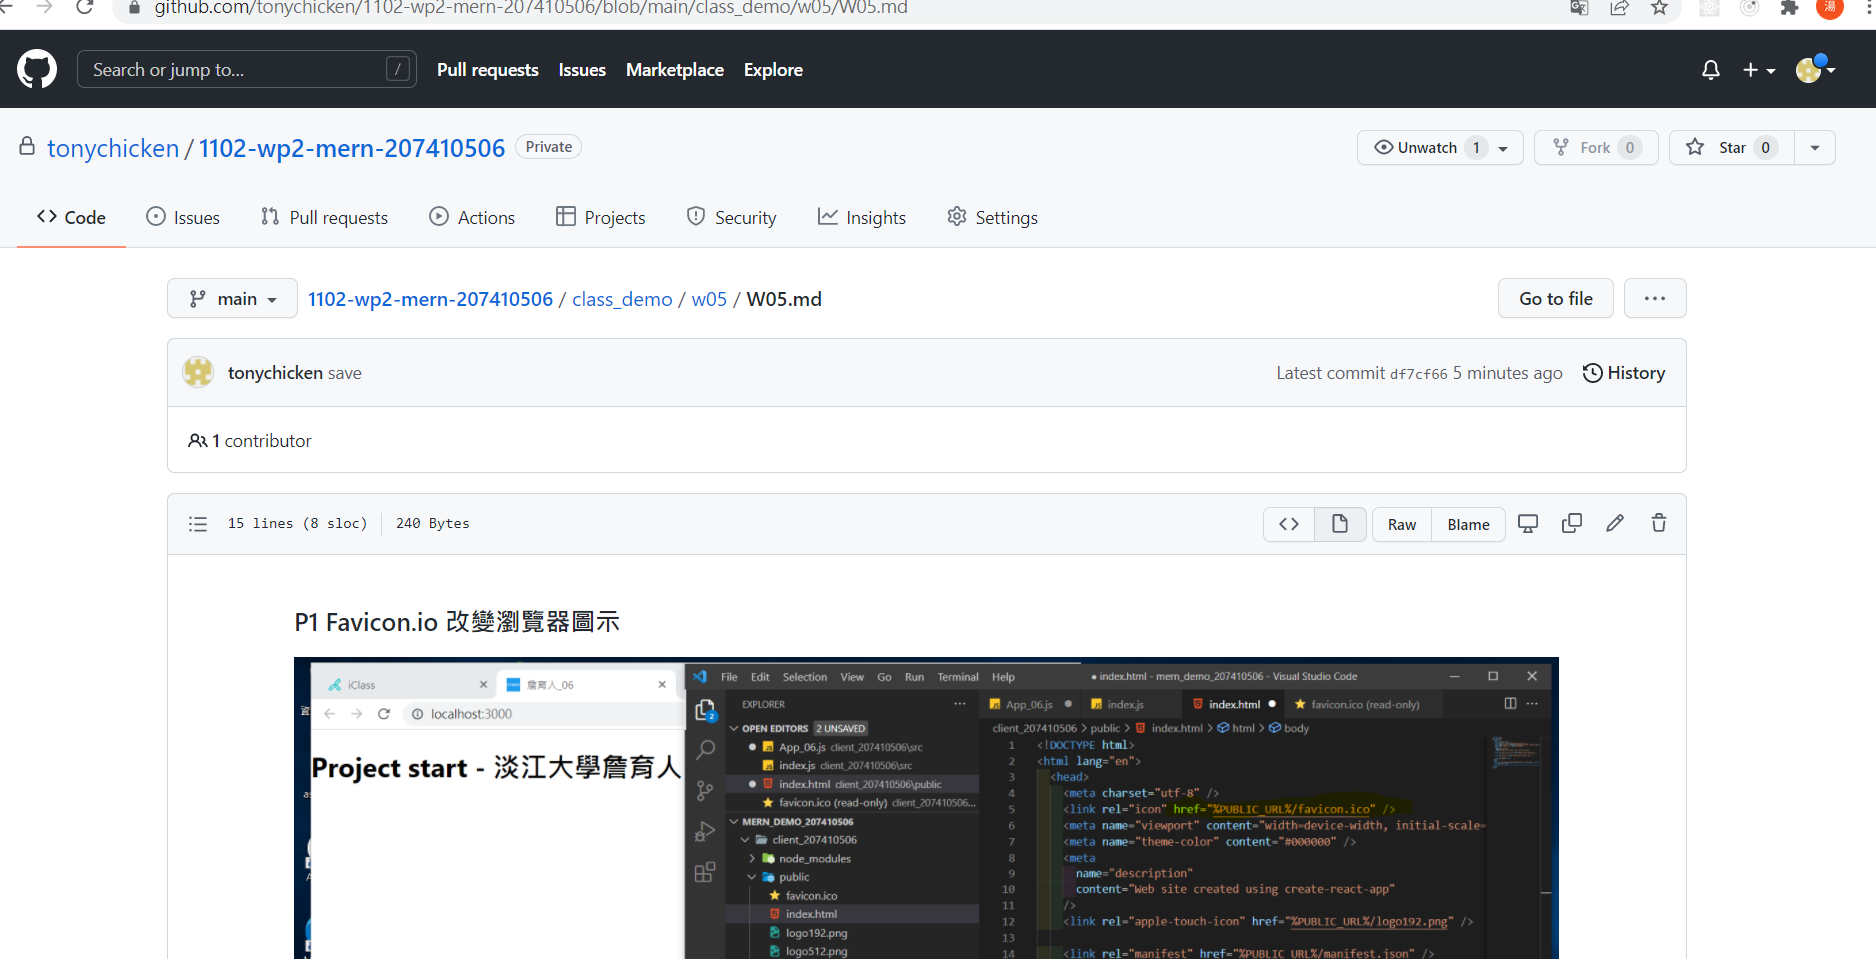 github.com/tonychicken/1102-wp2-mern-207410506/blob/main/class_demo/w05/W05.md
湯
Search or jump to... /
Pull requests Issues Marketplace Explore
tonychicken / 1102-wp2-mern-207410506 Private
Unwatch 1 Fork 0 Star 0
Code Issues Pull requests Actions Projects Security Insights Settings
main 1102-wp2-mern-207410506 / class_demo / w05 / W05.md Go to file ...
tonychicken save Latest commit df7cf66 5 minutes ago History
1 contributor
15 lines (8 sloc) 240 Bytes <> Raw Blame
P1 Favicon.io 改變瀏覽器圖示
iClass 詹育人_06
localhost:3000
Project start - 淡江大學詹育人
File Edit Selection View Go Run Terminal Help ● index.html - mern_demo_207410506 - Visual Studio Code
EXPLORER ...
OPEN EDITORS 2 UNSAVED
App_06.js client_207410506\src
index.js client_207410506\src
index.html client_207410506\public
favicon.ico (read-only) client_207410506...
MERN_DEMO_207410506
client_207410506
node_modules
public
favicon.ico
index.html
logo192.png
logo512.png
App_06.js index.js index.html favicon.ico (read-only) ...
client_207410506 > public > index.html > html > body
1 <!DOCTYPE html>
2 <html lang="en">
3 <head>
4 <meta charset="utf-8" />
5 <link rel="icon" href="%PUBLIC_URL%/favicon.ico" />
6 <meta name="viewport" content="width=device-width, initial-scale=
7 <meta name="theme-color" content="#000000" />
8 <meta
9 name="description"
10 content="Web site created using create-react-app"
11 />
12 <link rel="apple-touch-icon" href="%PUBLIC_URL%/logo192.png" />
13
14 <link rel="manifest" href="%PUBLIC_URL%/manifest.json" />